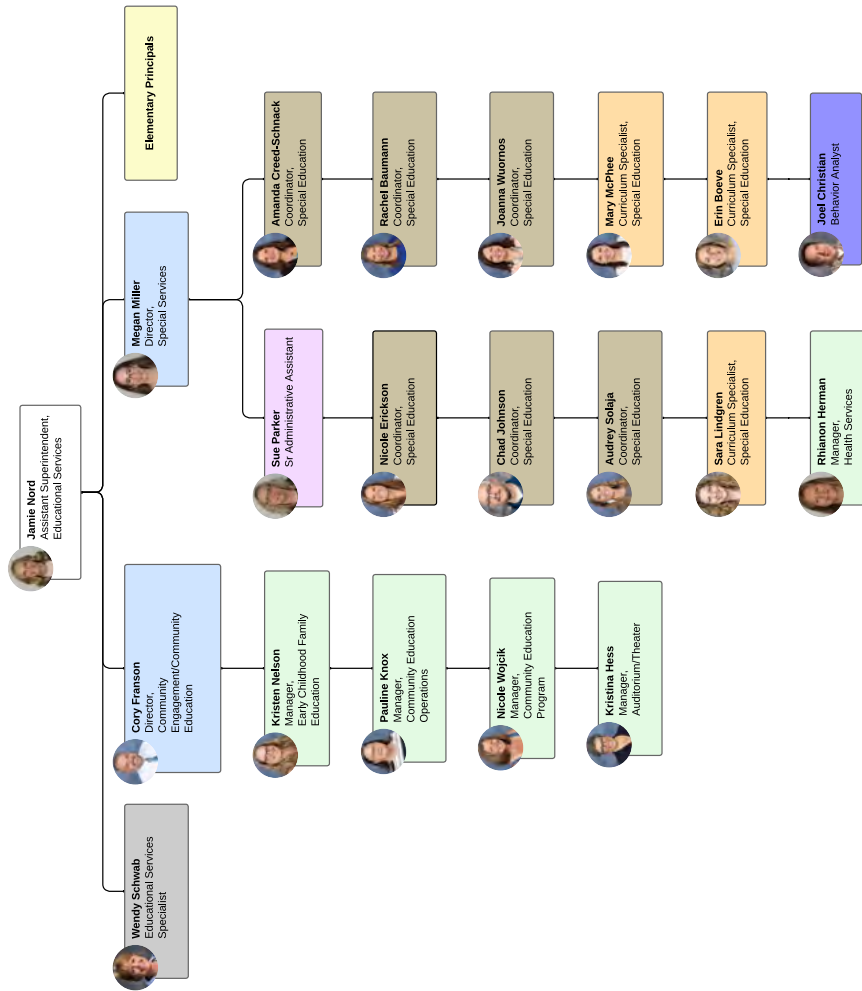 Jamie Nord
Assistant Superintendent,
Educational Services
Wendy Schwab
Educational Services
Specialist
Cory Franson
Director,
Community
Engagement/Community
Education
Megan Miller
Director,
Special Services
Elementary Principals
Kristen Nelson
Manager,
Early Childhood Family
Education
Sue Parker
Sr Administrative Assistant
Amanda Creed-Schnack
Coordinator,
Special Education
Pauline Knox
Manager,
Community Education
Operations
Nicole Erickson
Coordinator,
Special Education
Rachel Baumann
Coordinator,
Special Education
Nicole Wojcik
Manager,
Community Education
Program
Chad Johnson
Coordinator,
Special Education
Joanna Wuornos
Coordinator,
Special Education
Kristina Hess
Manager,
Auditorium/Theater
Audrey Solaja
Coordinator,
Special Education
Mary McPhee
Curriculum Specialist,
Special Education
Sara Lindgren
Curriculum Specialist,
Special Education
Erin Boeve
Curriculum Specialist,
Special Education
Rhianon Herman
Manager,
Health Services
Joel Christian
Behavior Analyst